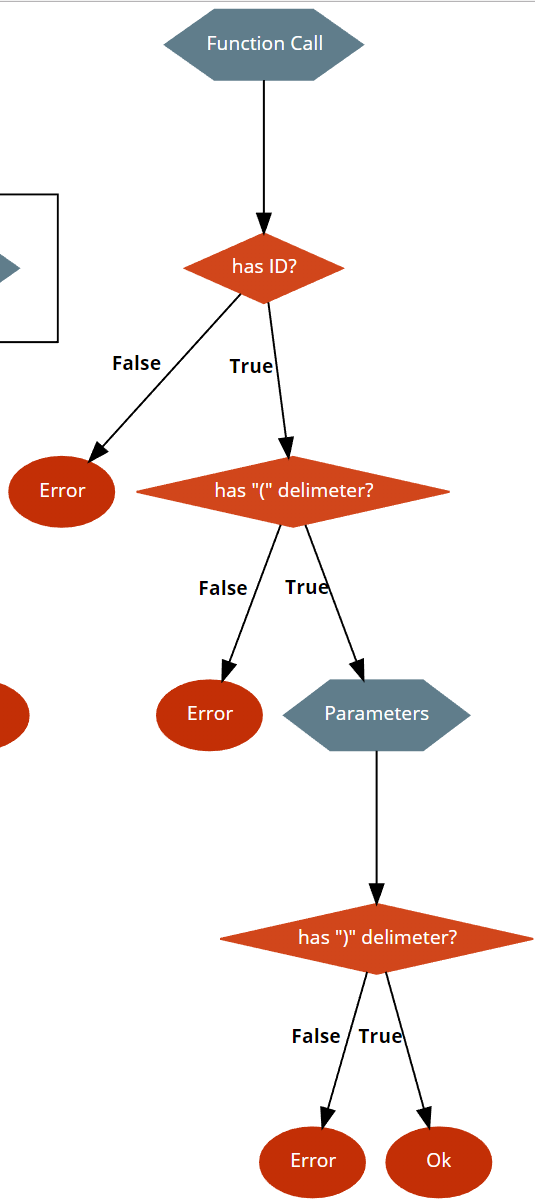 Function Call
has ID?
False
True
Error
has "(" delimeter?
False
True
Error
Parameters
has ")" delimeter?
False
True
Error
Ok